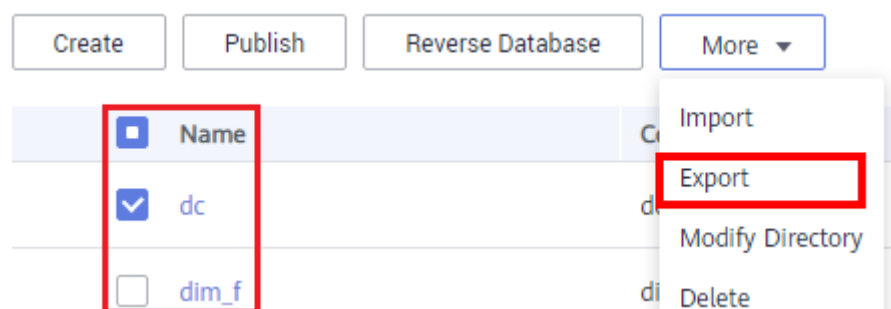 Create Publish Reverse Database More
Import
Name
Export
dc
Modify Directory
dim_f
Delete